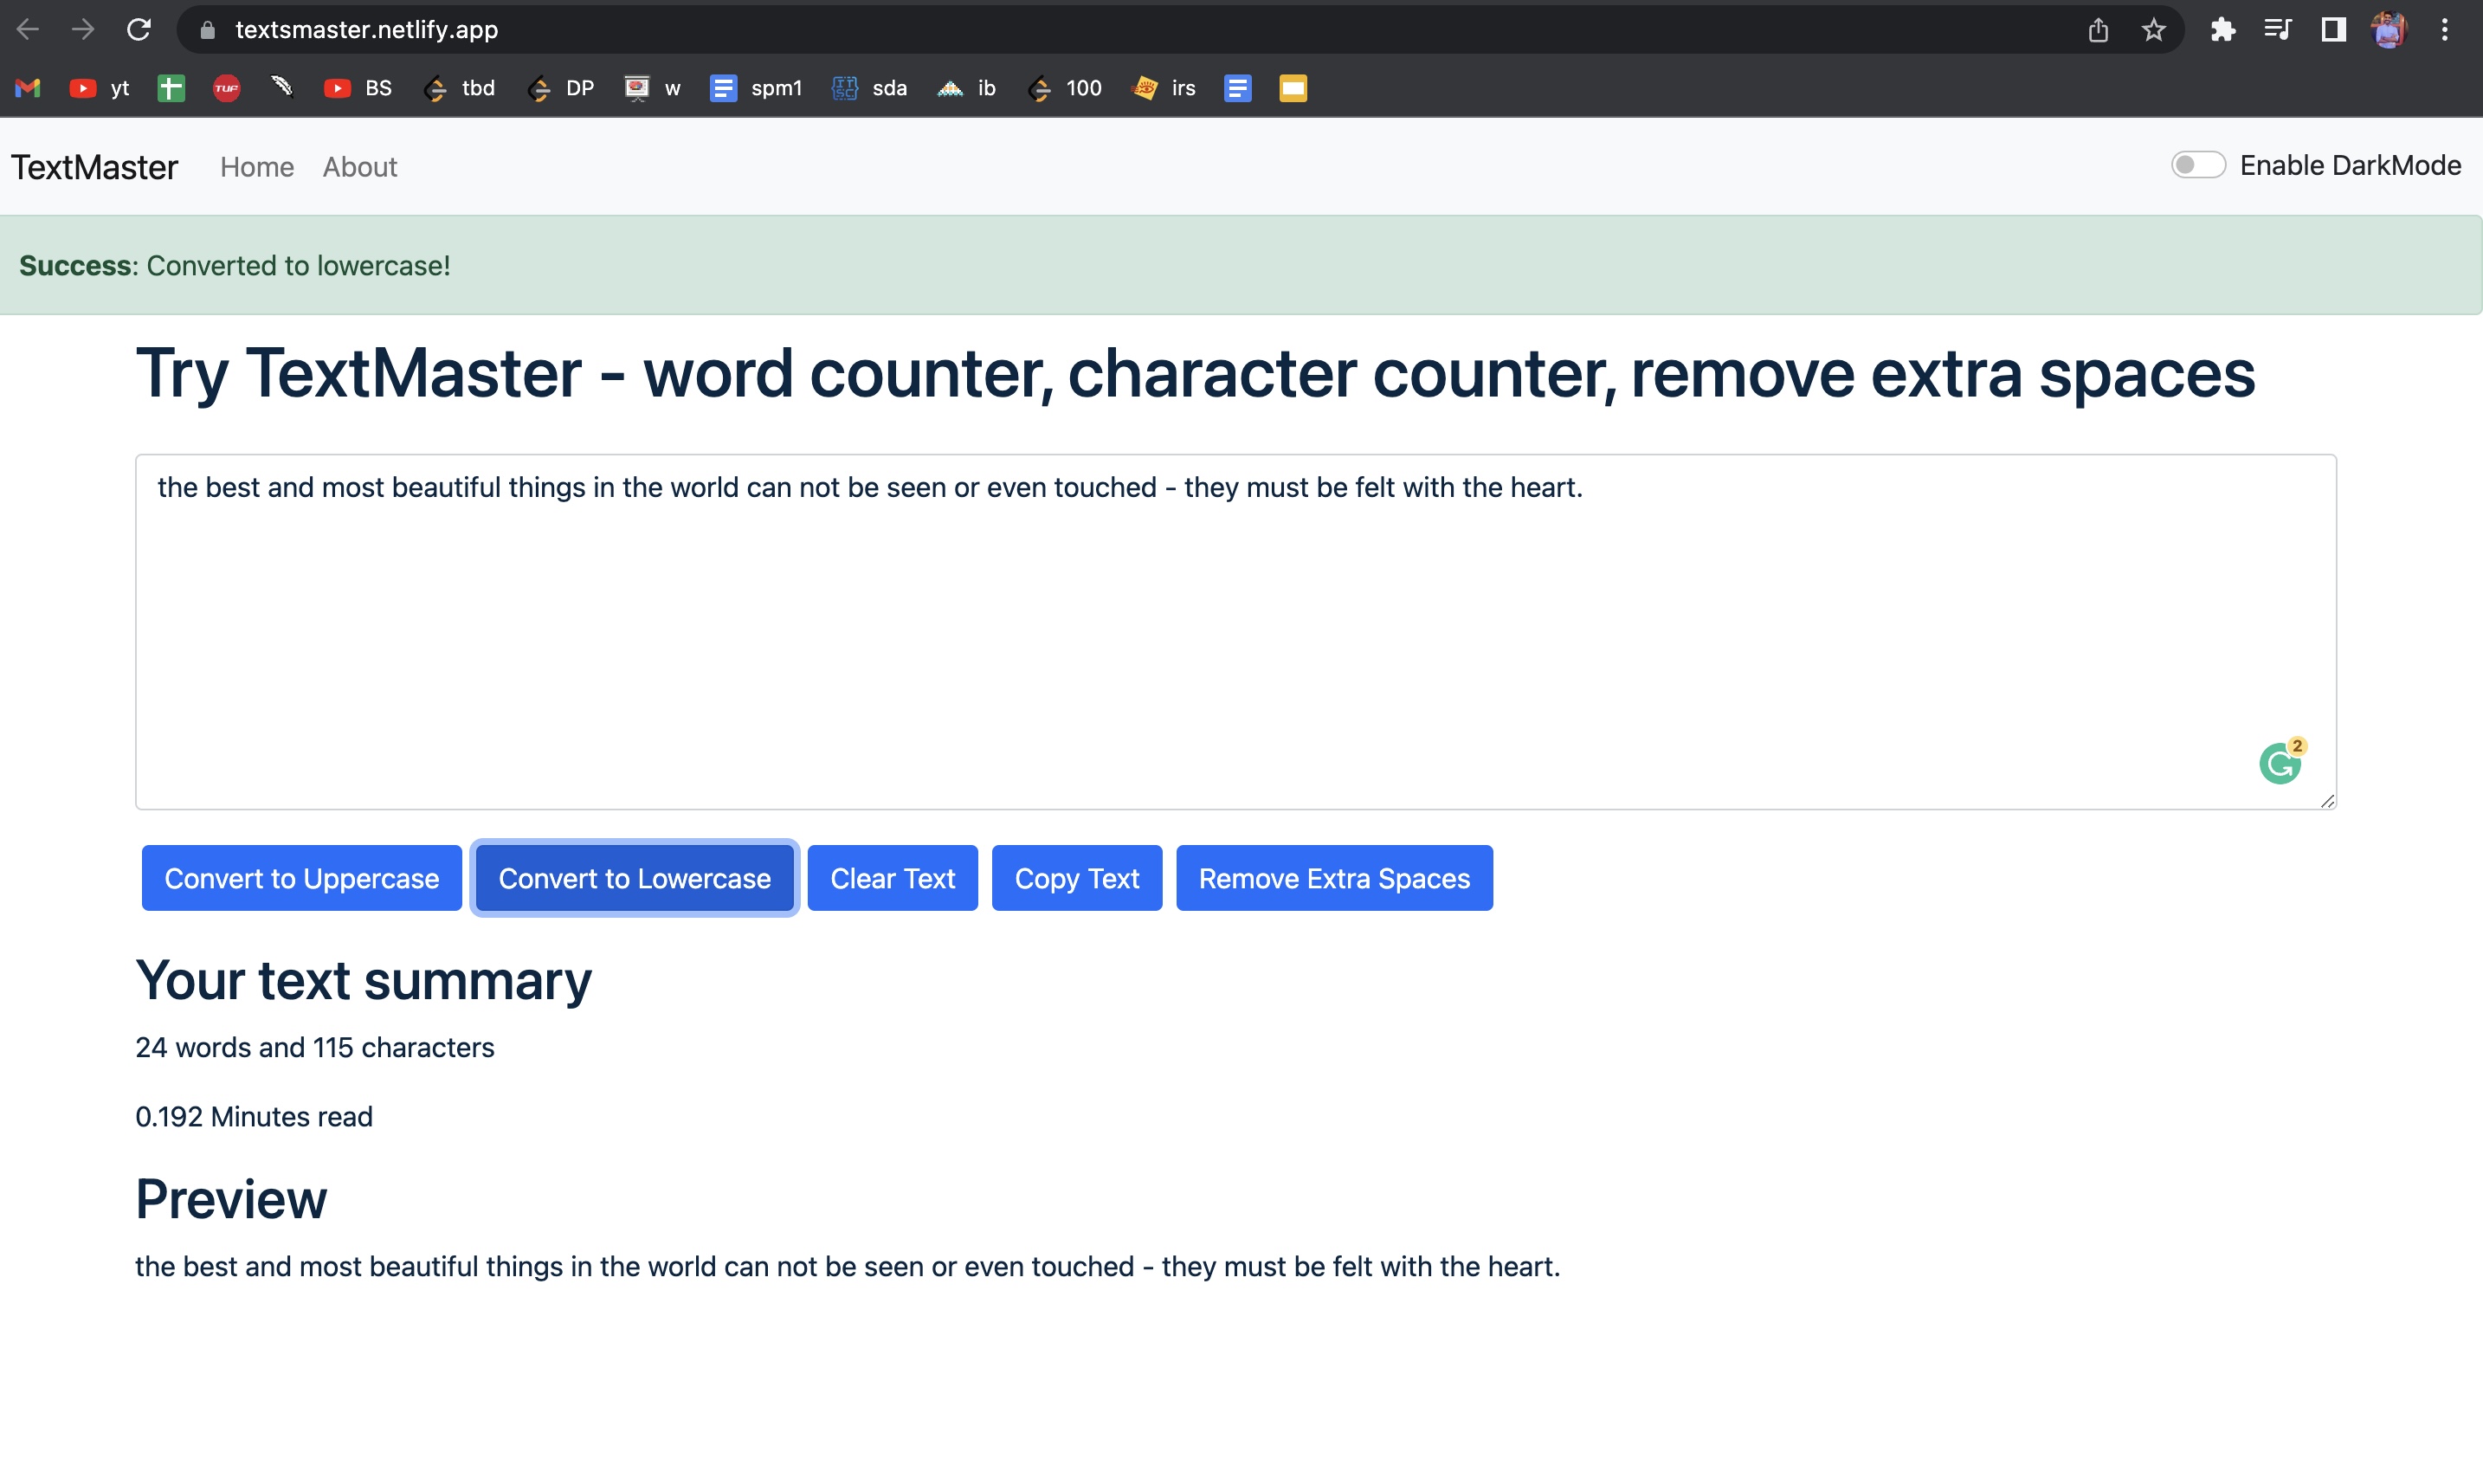 textsmaster.netlify.app
yt TUF BS tbd DP w spm1 sda ib 100 irs
TextMaster Home About Enable DarkMode
Success: Converted to lowercase!
Try TextMaster - word counter, character counter, remove extra spaces
the best and most beautiful things in the world can not be seen or even touched - they must be felt with the heart.
2
Convert to Uppercase Convert to Lowercase Clear Text Copy Text Remove Extra Spaces
Your text summary
24 words and 115 characters
0.192 Minutes read
Preview
the best and most beautiful things in the world can not be seen or even touched - they must be felt with the heart.